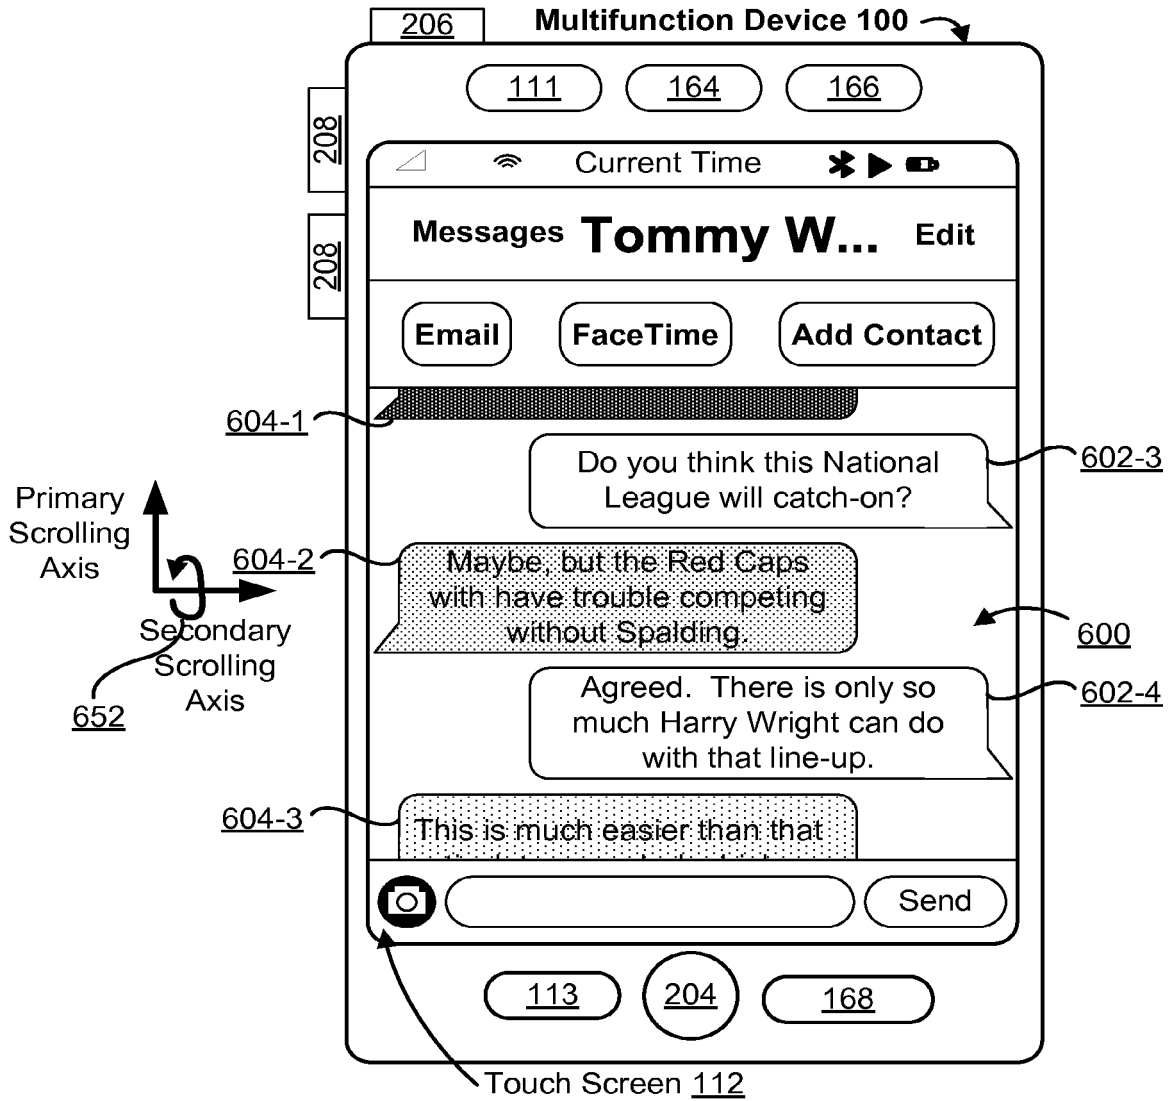 206
Multifunction Device 100
111
164
166
208
208
Current Time
Messages
Tommy W...
Edit
Email
FaceTime
Add Contact
604-1
Do you think this National
League will catch-on?
602-3
Primary
Scrolling
Axis
604-2
Maybe, but the Red Caps
with have trouble competing
without Spalding.
600
Secondary
Scrolling
Axis
652
Agreed.  There is only so
much Harry Wright can do
with that line-up.
602-4
604-3
This is much easier than that
Send
113
204
168
Touch Screen 112